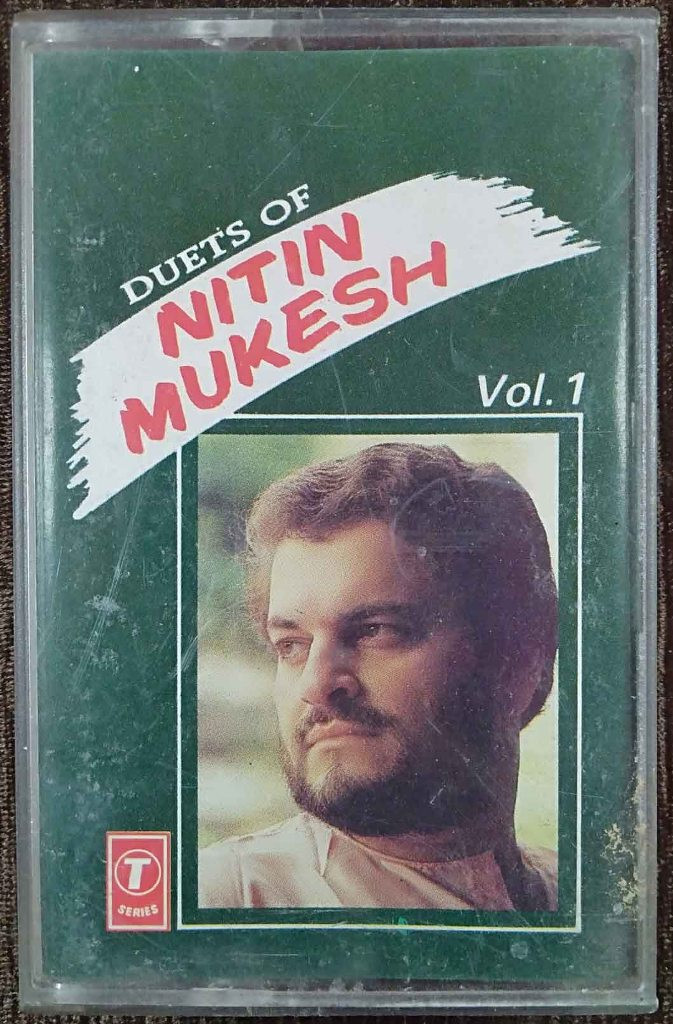 DUETS OF
NITIN
MUKESH
Vol. 1
T
SERIES